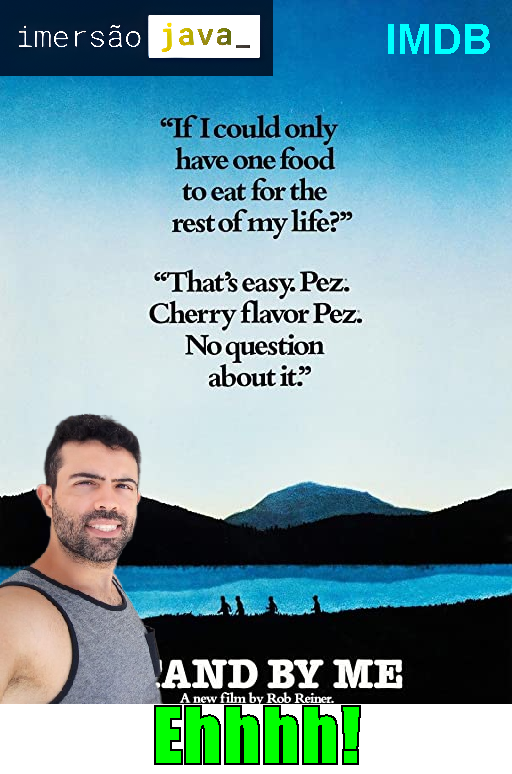 imersão java_
IMDB
“If I could only
have one food
to eat for the
rest of my life?”
“That’s easy. Pez.
Cherry flavor Pez.
No question
about it.”
TAND BY ME
A new film by Rob Reiner.
Ehhhh!